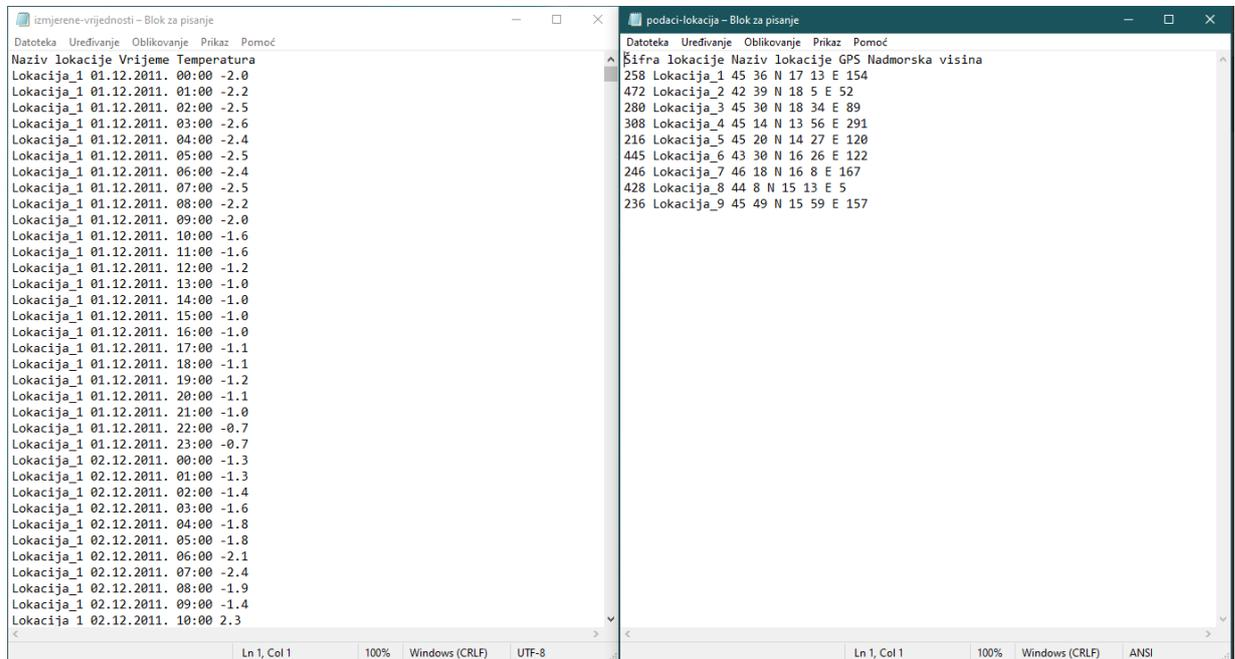 izmjerene-vrijednosti – Blok za pisanje
Datoteka Uređivanje Oblikovanje Prikaz Pomoć
Naziv lokacije Vrijeme Temperatura
Lokacija_1 01.12.2011. 00:00 -2.0
Lokacija_1 01.12.2011. 01:00 -2.2
Lokacija_1 01.12.2011. 02:00 -2.5
Lokacija_1 01.12.2011. 03:00 -2.6
Lokacija_1 01.12.2011. 04:00 -2.4
Lokacija_1 01.12.2011. 05:00 -2.5
Lokacija_1 01.12.2011. 06:00 -2.4
Lokacija_1 01.12.2011. 07:00 -2.5
Lokacija_1 01.12.2011. 08:00 -2.2
Lokacija_1 01.12.2011. 09:00 -2.0
Lokacija_1 01.12.2011. 10:00 -1.6
Lokacija_1 01.12.2011. 11:00 -1.6
Lokacija_1 01.12.2011. 12:00 -1.2
Lokacija_1 01.12.2011. 13:00 -1.0
Lokacija_1 01.12.2011. 14:00 -1.0
Lokacija_1 01.12.2011. 15:00 -1.0
Lokacija_1 01.12.2011. 16:00 -1.0
Lokacija_1 01.12.2011. 17:00 -1.1
Lokacija_1 01.12.2011. 18:00 -1.1
Lokacija_1 01.12.2011. 19:00 -1.2
Lokacija_1 01.12.2011. 20:00 -1.1
Lokacija_1 01.12.2011. 21:00 -1.0
Lokacija_1 01.12.2011. 22:00 -0.7
Lokacija_1 01.12.2011. 23:00 -0.7
Lokacija_1 02.12.2011. 00:00 -1.3
Lokacija_1 02.12.2011. 01:00 -1.3
Lokacija_1 02.12.2011. 02:00 -1.4
Lokacija_1 02.12.2011. 03:00 -1.6
Lokacija_1 02.12.2011. 04:00 -1.8
Lokacija_1 02.12.2011. 05:00 -1.8
Lokacija_1 02.12.2011. 06:00 -2.1
Lokacija_1 02.12.2011. 07:00 -2.4
Lokacija_1 02.12.2011. 08:00 -1.9
Lokacija_1 02.12.2011. 09:00 -1.4
Lokacija 1 02.12.2011. 10:00 2.3
Ln 1, Col 1 100% Windows (CRLF) UTF-8
podaci-lokacija – Blok za pisanje
Datoteka Uređivanje Oblikovanje Prikaz Pomoć
Šifra lokacije Naziv lokacije GPS Nadmorska visina
258 Lokacija_1 45 36 N 17 13 E 154
472 Lokacija_2 42 39 N 18 5 E 52
280 Lokacija_3 45 30 N 18 34 E 89
308 Lokacija_4 45 14 N 13 56 E 291
216 Lokacija_5 45 20 N 14 27 E 120
445 Lokacija_6 43 30 N 16 26 E 122
246 Lokacija_7 46 18 N 16 8 E 167
428 Lokacija_8 44 8 N 15 13 E 5
236 Lokacija_9 45 49 N 15 59 E 157
Ln 1, Col 1 100% Windows (CRLF) ANSI